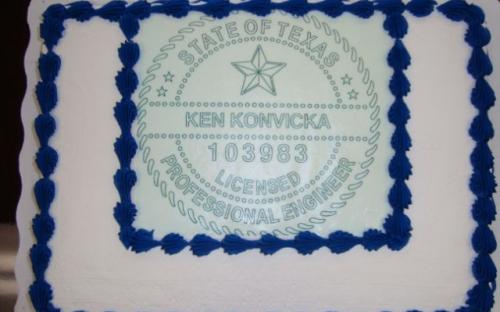 STATE OF TEXAS
KEN KONVICKA
103983
LICENSED
PROFESSIONAL ENGINEER